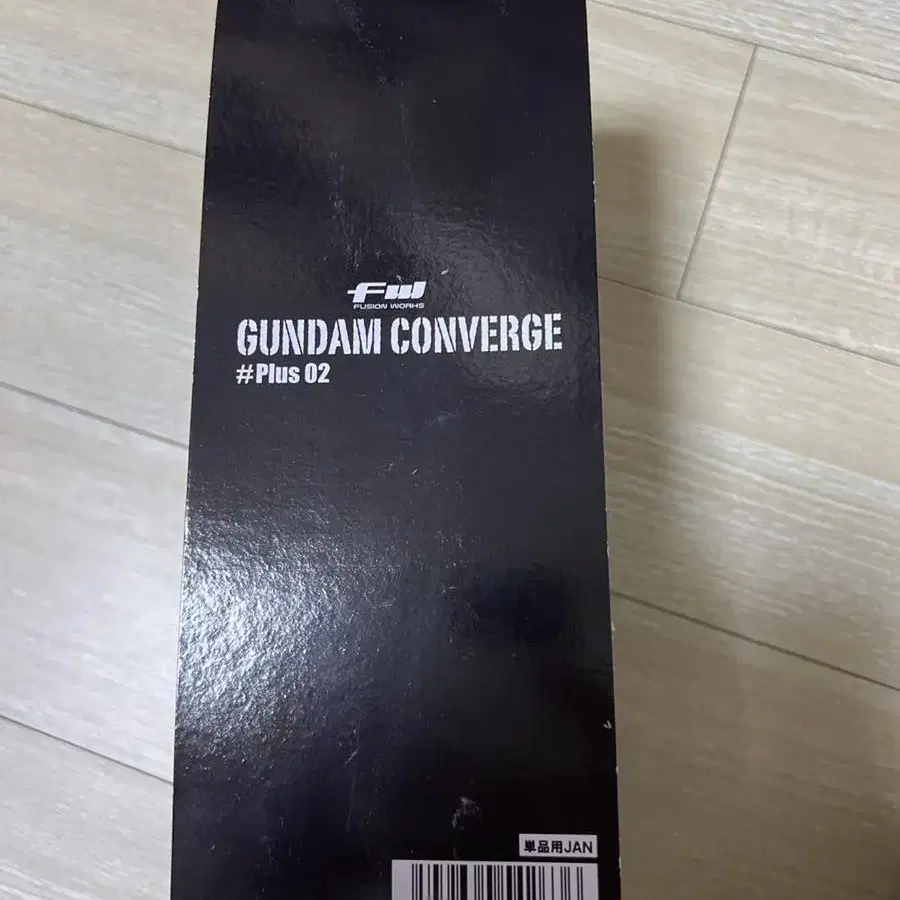 FW
FUSION WORKS
GUNDAM CONVERGE
#Plus 02
単品用JAN